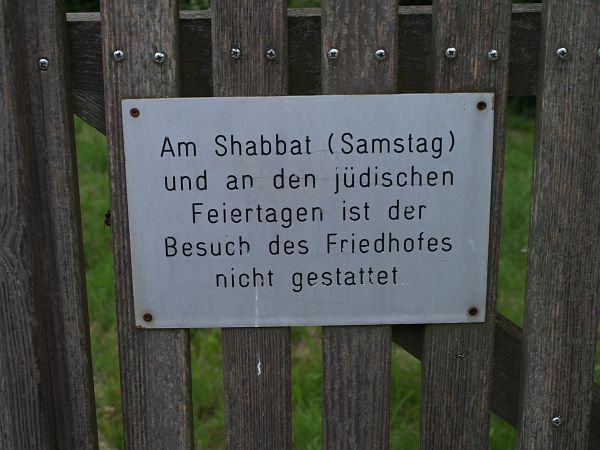 Am Shabbat (Samstag)
und an den jüdischen
Feiertagen ist der
Besuch des Friedhofes
nicht gestattet.